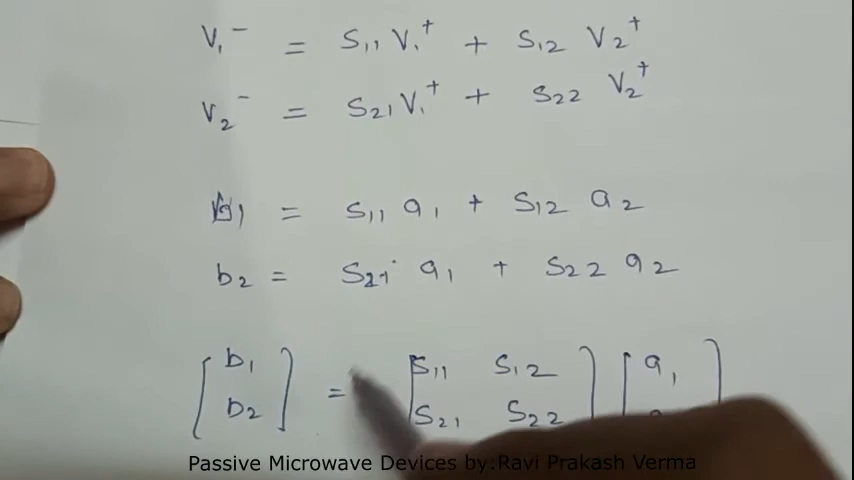 V₁⁻ = S₁₁ V₁⁺ + S₁₂ V₂⁺
V₂⁻ = S₂₁ V₁⁺ + S₂₂ V₂⁺
b₁ = S₁₁ a₁ + S₁₂ a₂
b₂ = S₂₁ a₁ + S₂₂ a₂
[b₁] = [S₁₁ S₁₂] [a₁]
[b₂] [S₂₁ S₂₂]
Passive Microwave Devices by:Ravi Prakash Verma